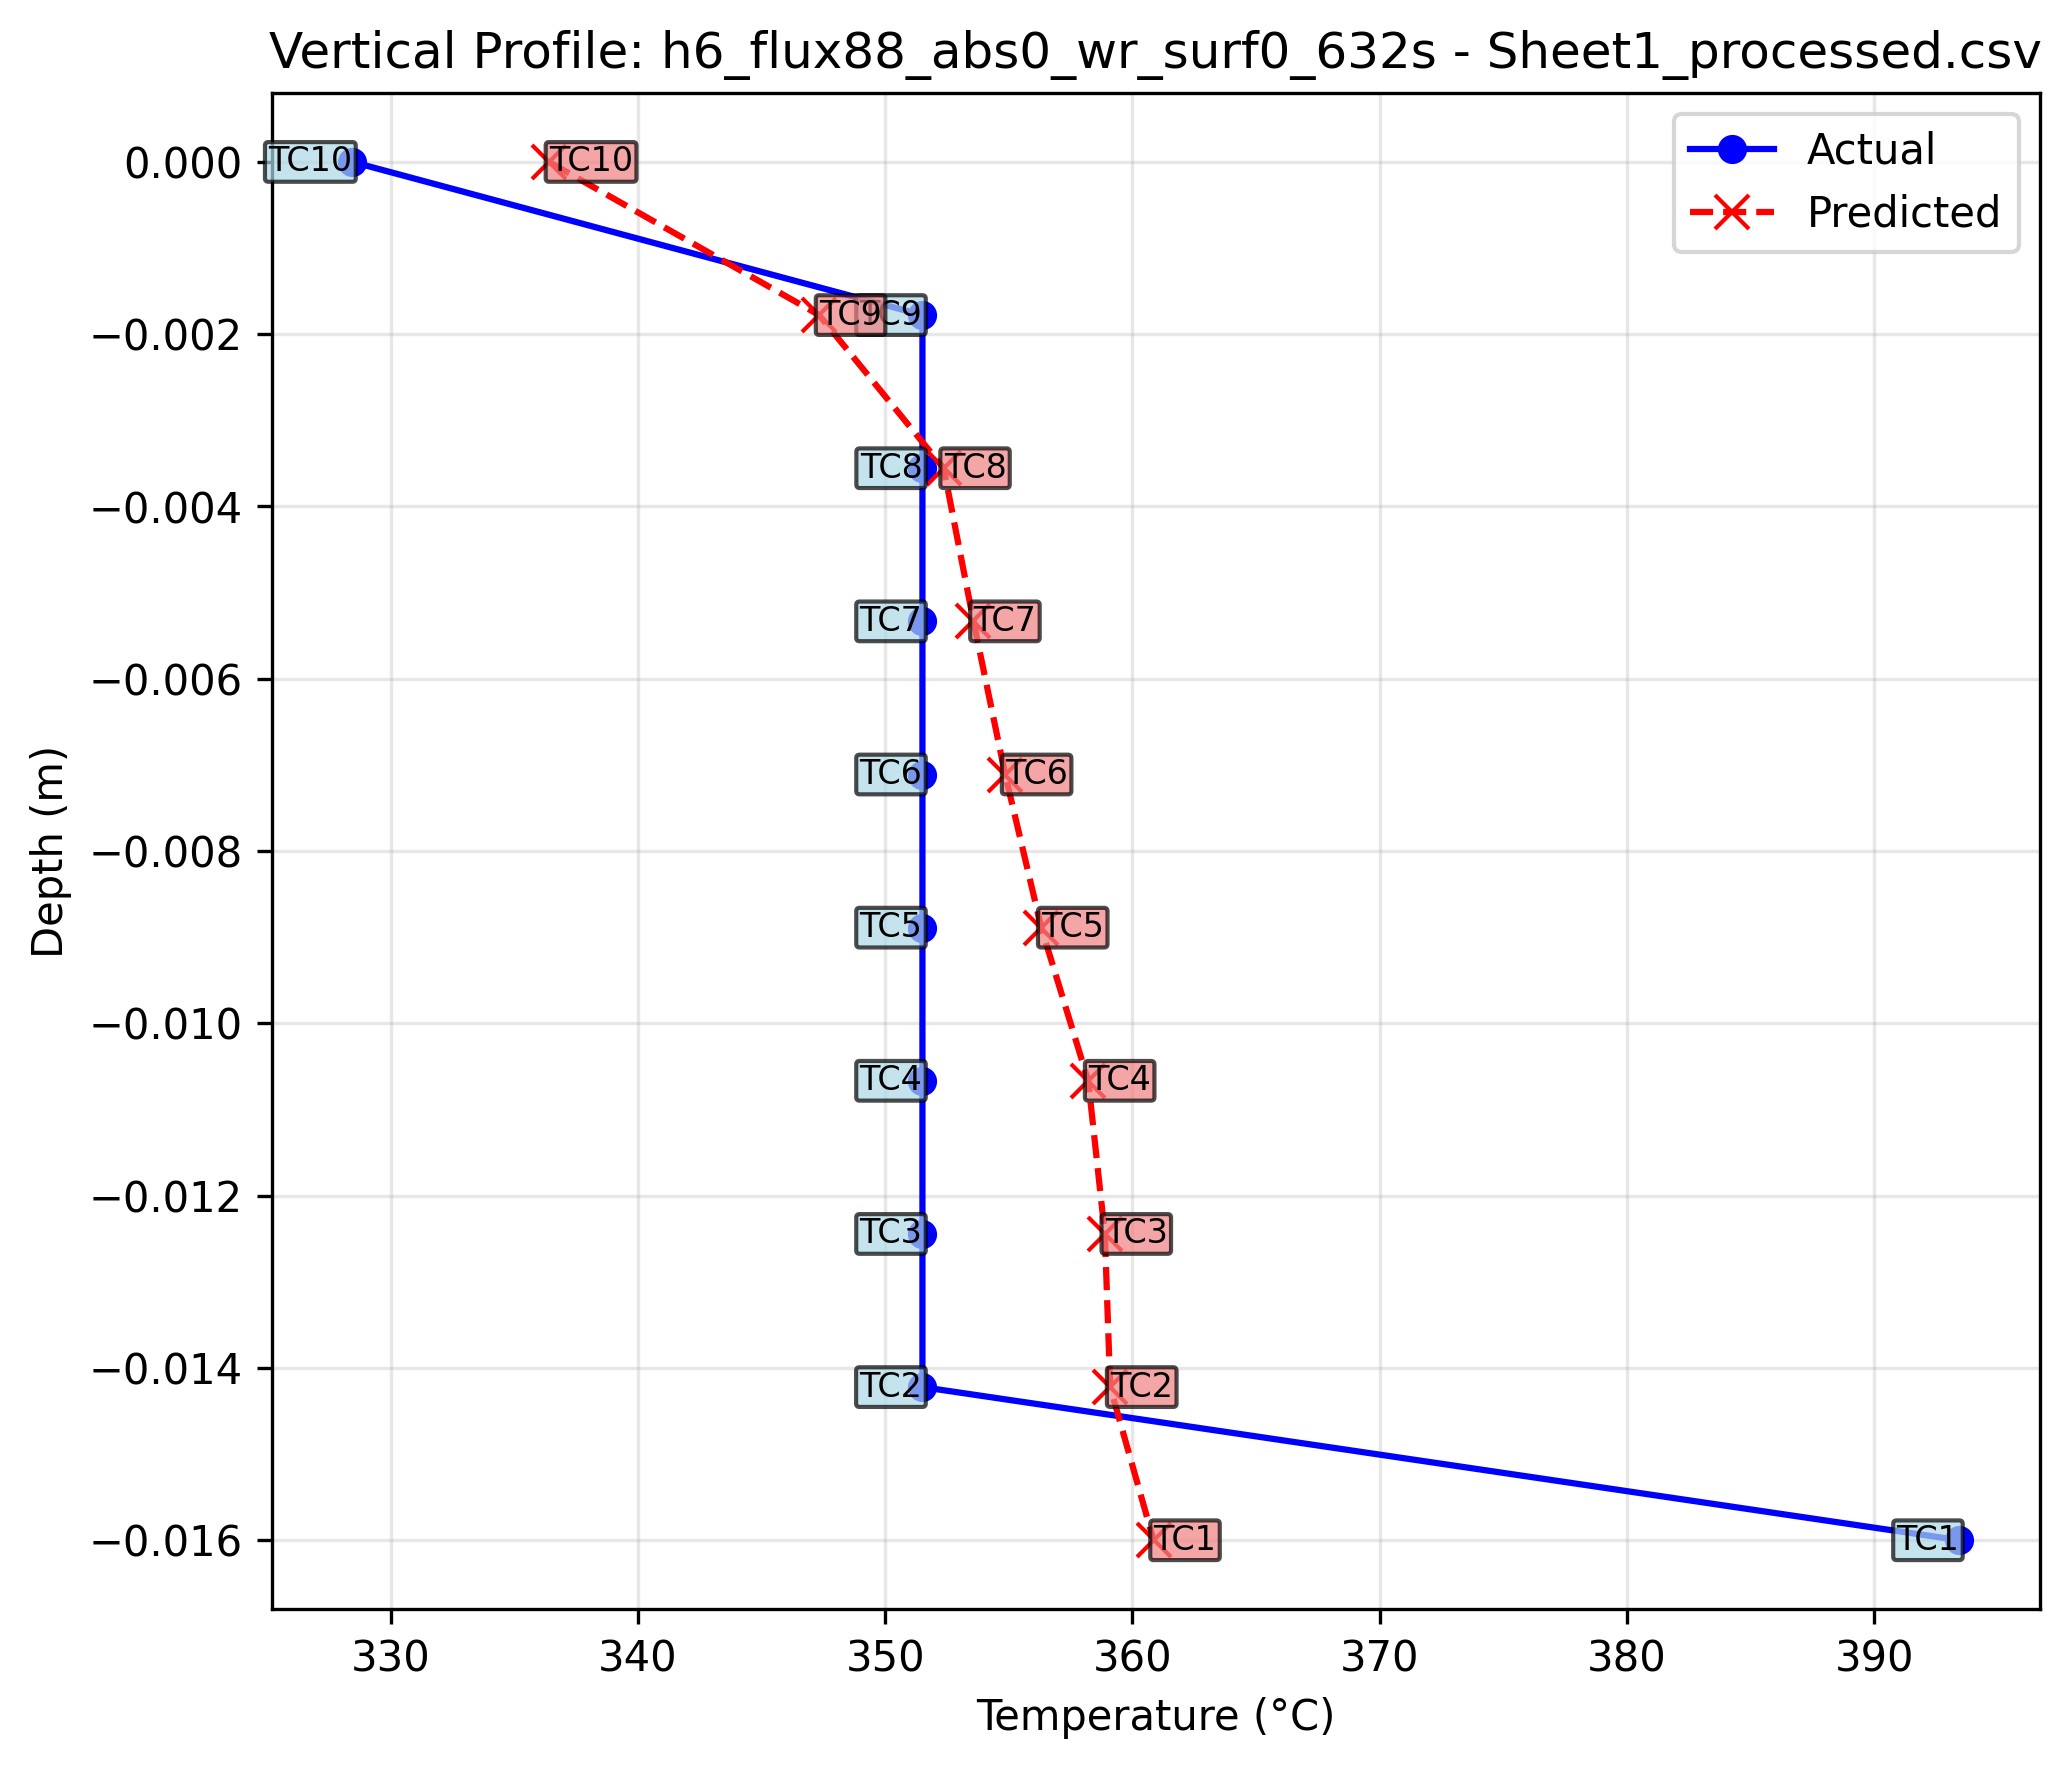 Vertical Profile: h6_flux88_abs0_wr_surf0_632s - Sheet1_processed.csv
Actual
Predicted
0.000
−0.002
−0.004
−0.006
−0.008
−0.010
−0.012
−0.014
−0.016
Depth (m)
TC10 TC10
TC9 C9
TC8 TC8
TC7 TC7
TC6 TC6
TC5 TC5
TC4 TC4
TC3 TC3
TC2 TC2
TC1 TC1
330 340 350 360 370 380 390
Temperature (°C)